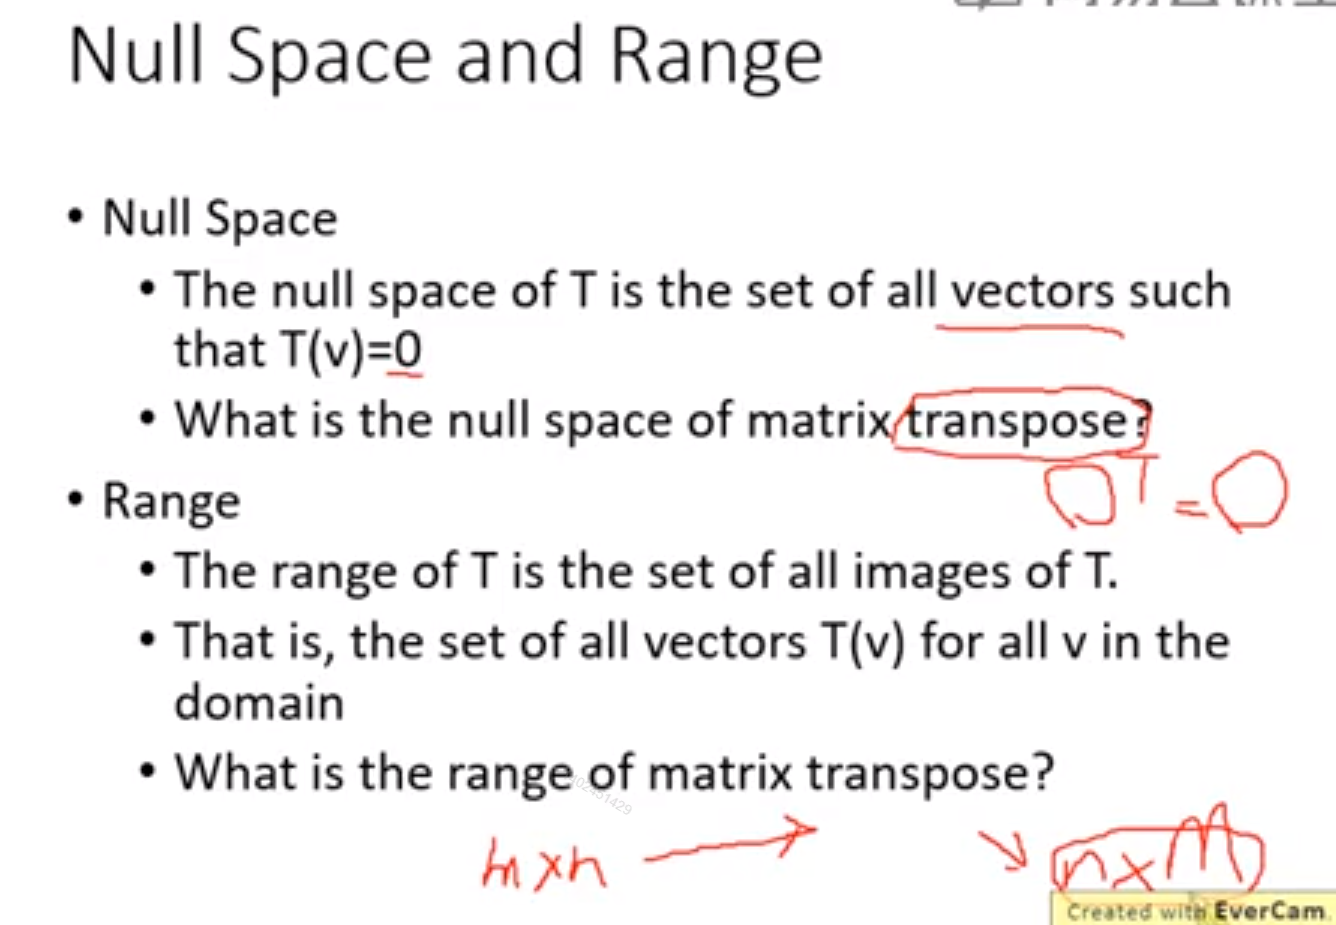 Null Space and Range
• Null Space
• The null space of T is the set of all vectors such
that T(v)=0
• What is the null space of matrix transpose?
O^T = O
• Range
• The range of T is the set of all images of T.
• That is, the set of all vectors T(v) for all v in the
domain
• What is the range of matrix transpose?
m×n → ↘ n×M
Created with EverCam.